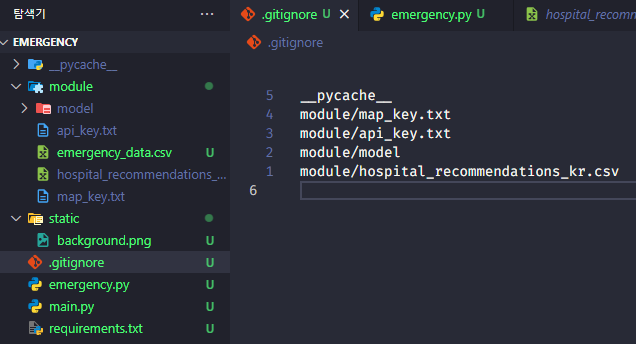 탐색기 ...
EMERGENCY
__pycache__
module
model
api_key.txt
emergency_data.csv U
hospital_recommendations_...
map_key.txt
static
background.png U
.gitignore U
emergency.py U
main.py U
requirements.txt U
.gitignore U ×
emergency.py U
hospital_recomm
.gitignore
5 __pycache__
4 module/map_key.txt
3 module/api_key.txt
2 module/model
1 module/hospital_recommendations_kr.csv
6